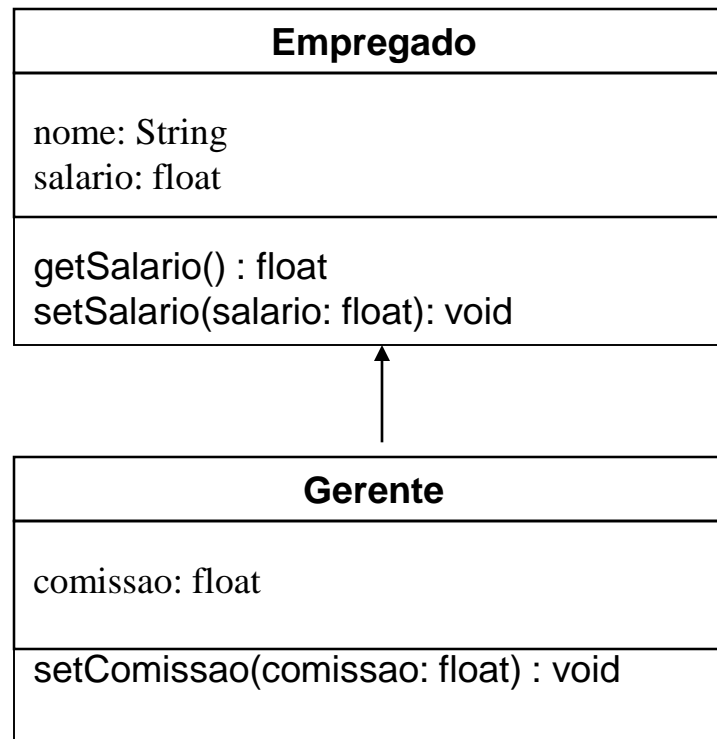 Empregado
nome: String
salario: float
getSalario() : float
setSalario(salario: float): void
Gerente
comissao: float
setComissao(comissao: float) : void